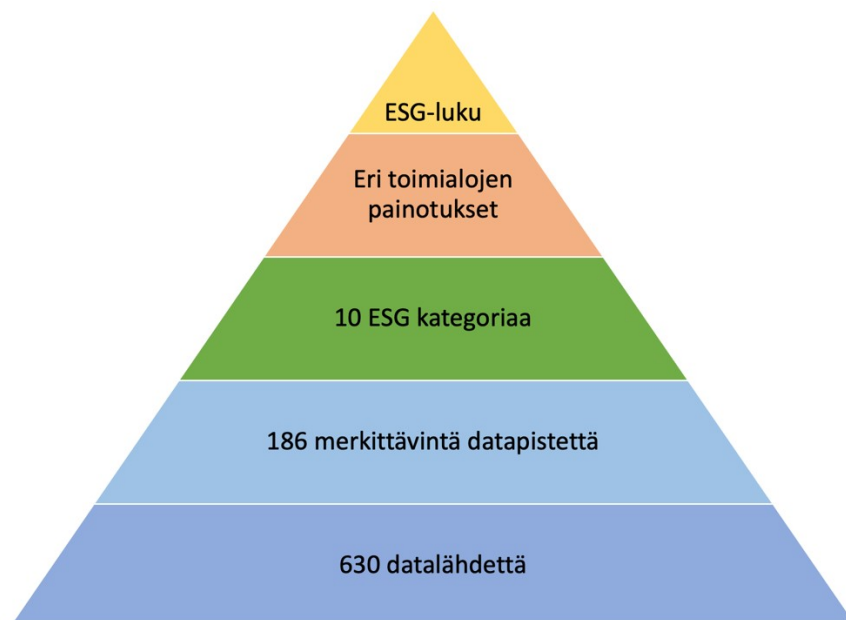 ESG-luku
Eri toimialojen
painotukset
10 ESG kategoriaa
186 merkittävintä datapistettä
630 datalähdettä